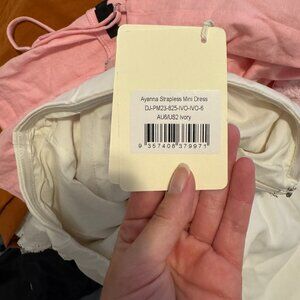 Ayanna Strapless Mini Dress
DJ-PM23-825-IVO-IVO-6
AU6/US2 Ivory
9 357408 379971